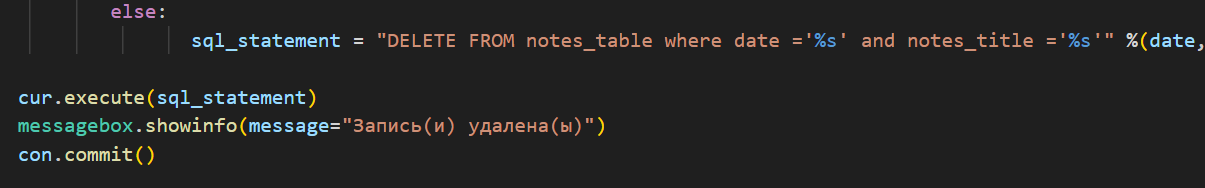 else:
sql_statement = "DELETE FROM notes_table where date ='%s' and notes_title ='%s'" %(date,
cur.execute(sql_statement)
messagebox.showinfo(message="Запись(и) удалена(ы)")
con.commit()